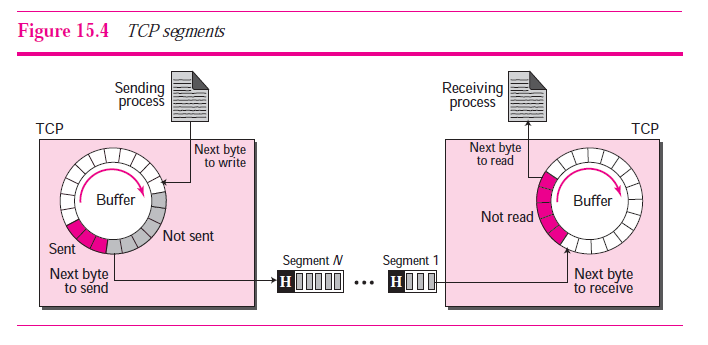 Figure 15.4 TCP segments
Sending
process
Receiving
process
TCP
TCP
Next byte
to write
Next byte
to read
Buffer
Buffer
Not sent
Not read
Sent
Next byte
to send
Segment N
Segment 1
H
...
H
Next byte
to receive